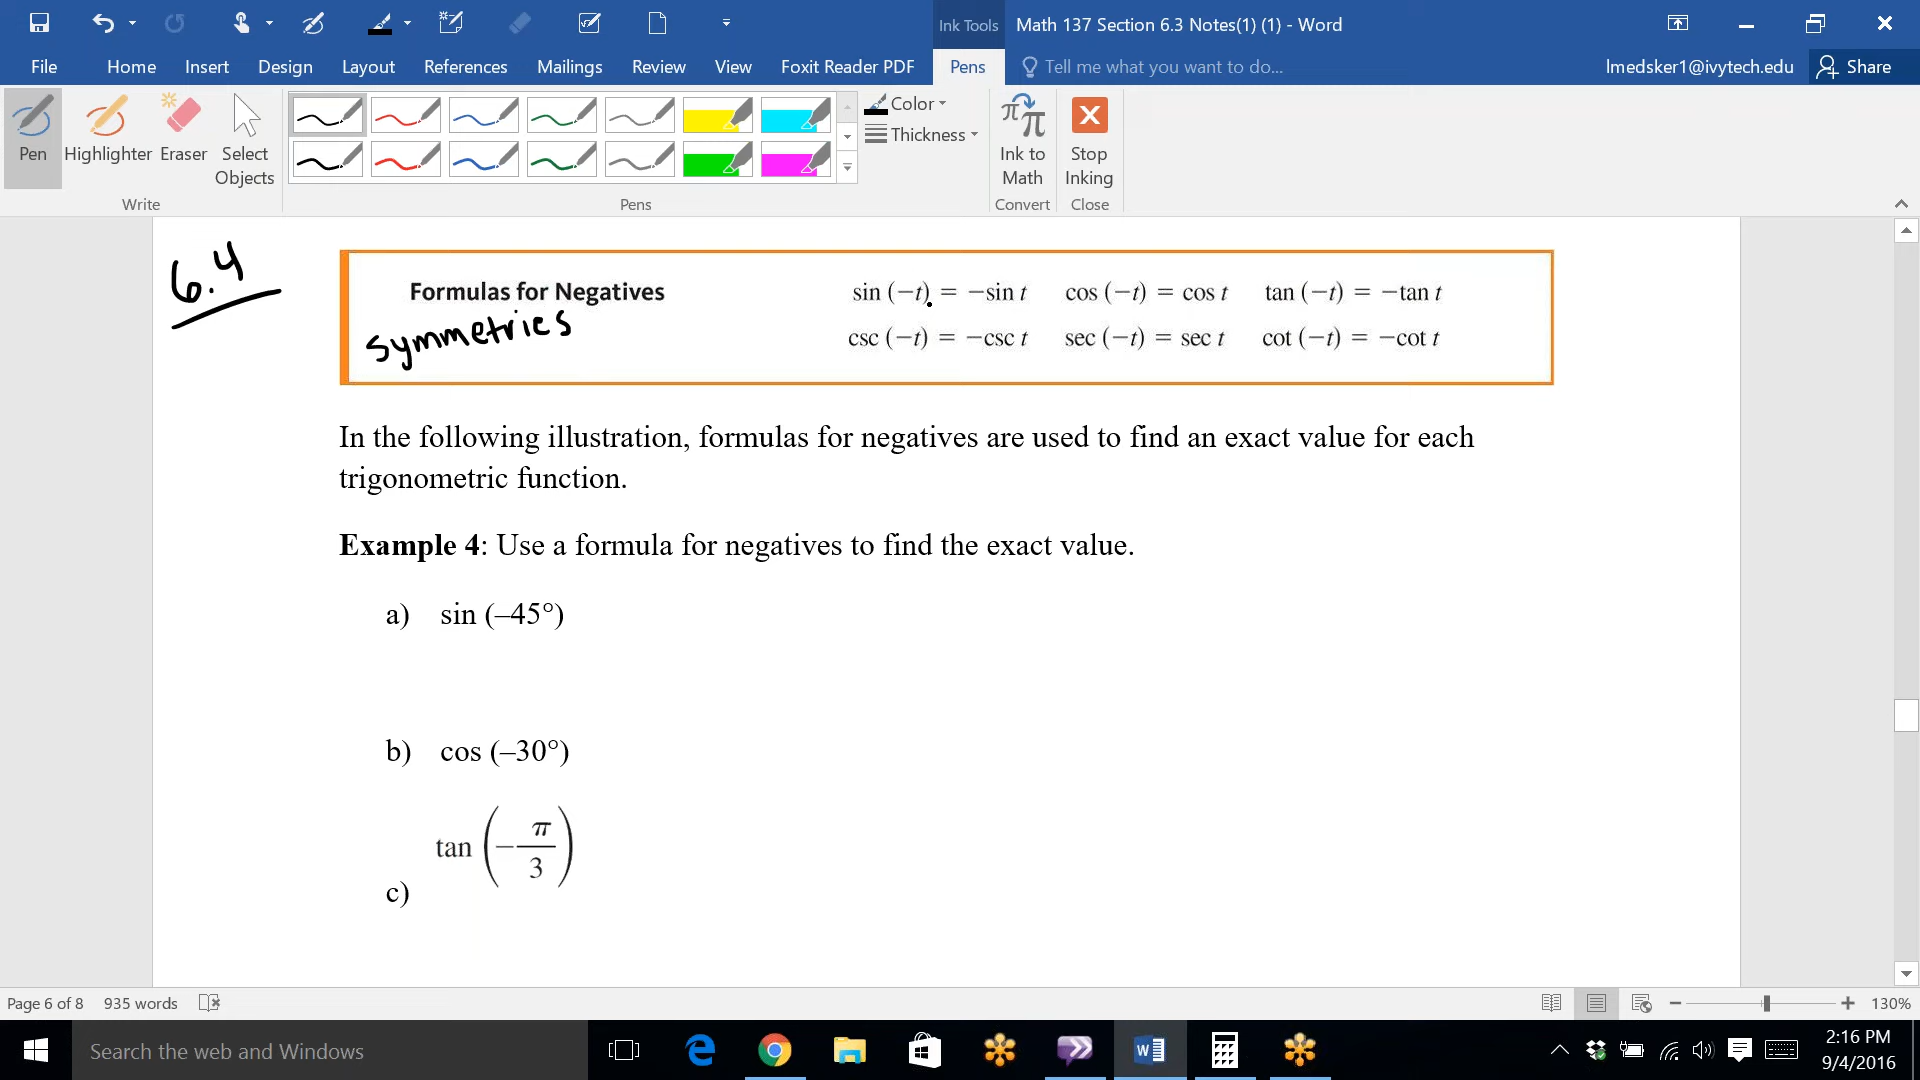 Ink Tools
Math 137 Section 6.3 Notes(1) (1) - Word
File Home Insert Design Layout References Mailings Review View Foxit Reader PDF Pens Tell me what you want to do... lmedsker1@ivytech.edu Share
Pen Highlighter Eraser Select Objects
Color
Thickness
Ink to Math
Stop Inking
Write Pens Convert Close
6.4
Formulas for Negatives
symmetries
sin (−t) = −sin t cos (−t) = cos t tan (−t) = −tan t
csc (−t) = −csc t sec (−t) = sec t cot (−t) = −cot t
In the following illustration, formulas for negatives are used to find an exact value for each
trigonometric function.
Example 4: Use a formula for negatives to find the exact value.
a) sin (–45°)
b) cos (–30°)
c) tan (−π/3)
Page 6 of 8 935 words 130%
Search the web and Windows
2:16 PM
9/4/2016